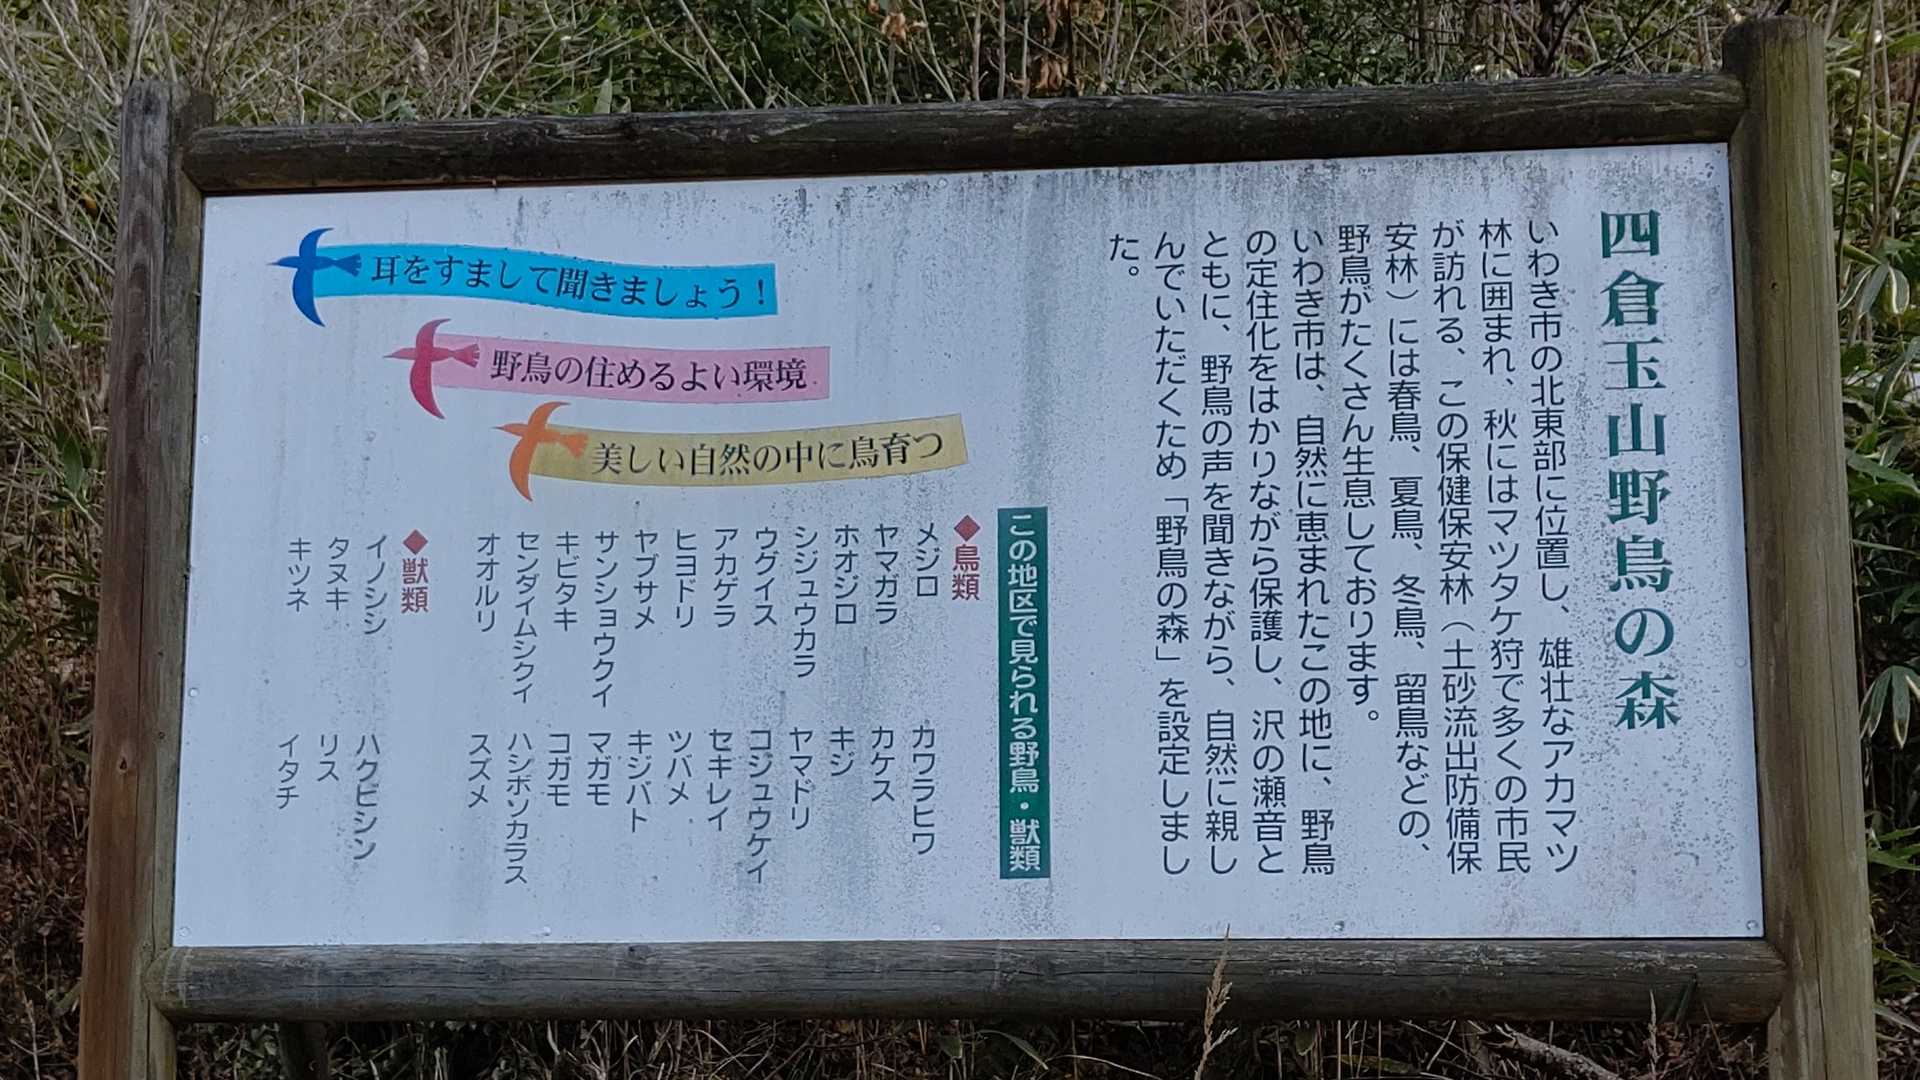 四倉玉山野鳥の森
いわき市の北東部に位置し、雄壮なアカマツ
林に囲まれ、秋にはマツタケ狩で多くの市民
が訪れる、この保健保安林（土砂流出防備保
安林）には春鳥、夏鳥、冬鳥、留鳥などの、
野鳥がたくさん生息しております。
いわき市は、自然に恵まれたこの地に、野鳥
の定住化をはかりながら保護し、沢の瀬音と
ともに、野鳥の声を聞きながら、自然に親し
んでいただくため「野鳥の森」を設定しまし
た。
耳をすまして聞きましょう！
野鳥の住めるよい環境
美しい自然の中に鳥育つ
この地区で見られる野鳥・獣類
◆鳥類
メジロ
ヤマガラ
ホオジロ
シジュウカラ
ウグイス
アカゲラ
ヒヨドリ
ヤブサメ
サンショウクイ
キビタキ
センダイムシクイ
オオルリ
カワラヒワ
カケス
キジ
ヤマドリ
コジュウケイ
セキレイ
ツバメ
キジバト
マガモ
コガモ
ハシボソカラス
スズメ
◆獣類
イノシシ
タヌキ
キツネ
ハクビシン
リス
イタチ